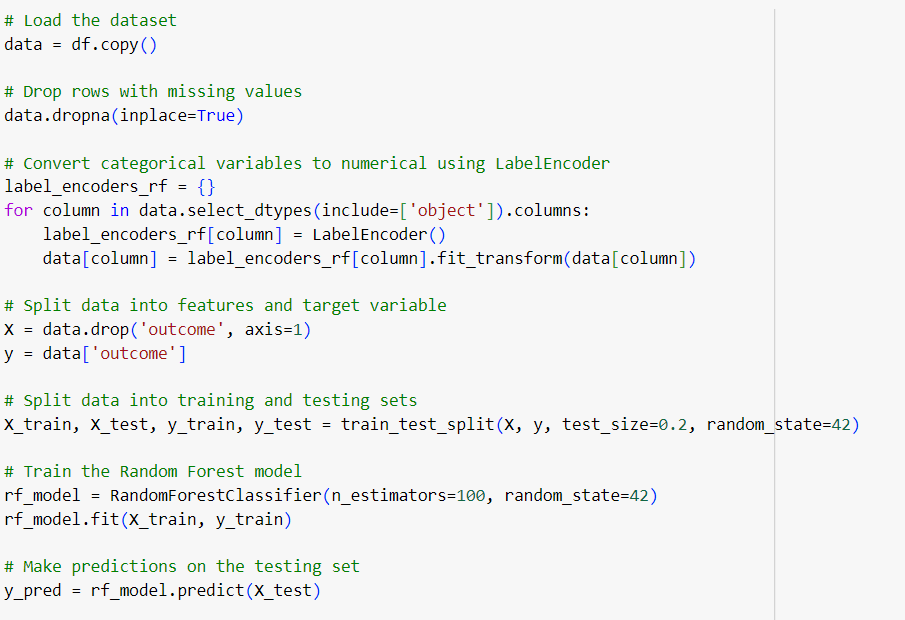 # Load the dataset
data = df.copy()
# Drop rows with missing values
data.dropna(inplace=True)
# Convert categorical variables to numerical using LabelEncoder
label_encoders_rf = {}
for column in data.select_dtypes(include=['object']).columns:
    label_encoders_rf[column] = LabelEncoder()
    data[column] = label_encoders_rf[column].fit_transform(data[column])
# Split data into features and target variable
X = data.drop('outcome', axis=1)
y = data['outcome']
# Split data into training and testing sets
X_train, X_test, y_train, y_test = train_test_split(X, y, test_size=0.2, random_state=42)
# Train the Random Forest model
rf_model = RandomForestClassifier(n_estimators=100, random_state=42)
rf_model.fit(X_train, y_train)
# Make predictions on the testing set
y_pred = rf_model.predict(X_test)